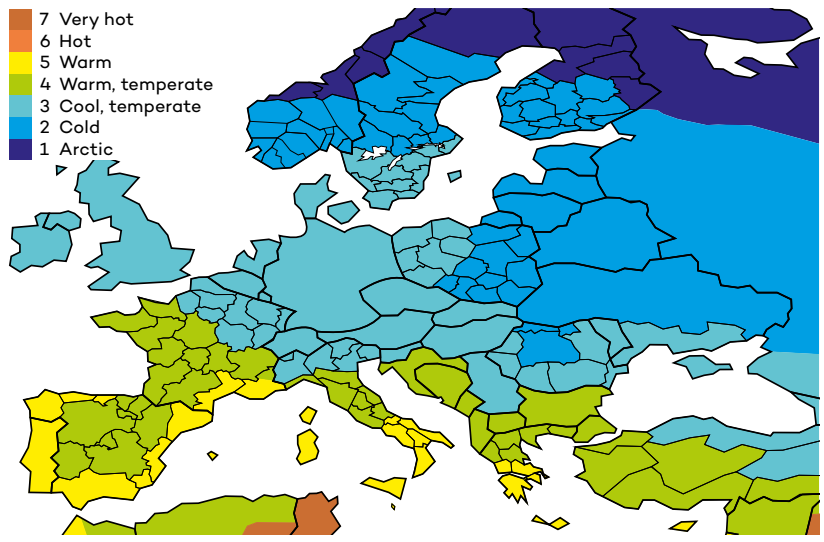 7 Very hot
6 Hot
5 Warm
4 Warm, temperate
3 Cool, temperate
2 Cold
1 Arctic